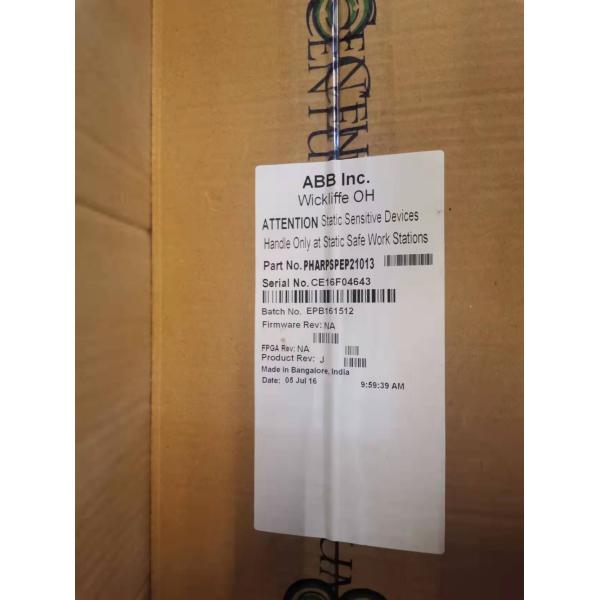 ABB Inc.
Wickliffe OH
ATTENTION Static Sensitive Devices
Handle Only at Static Safe Work Stations
Part No. PHARPSPEP21013
Serial No. CE16F04643
Batch No. EPB161512
Firmware Rev: NA
FPGA Rev: NA
Product Rev: J
Made in Bangalore, India
Date: 05 Jul 16 9:59:39 AM